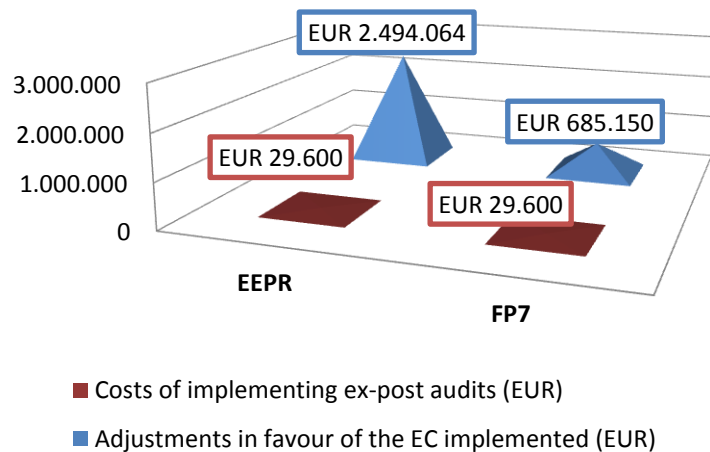 EUR 2.494.064
3.000.000
EUR 685.150
2.000.000
EUR 29.600
1.000.000
EUR 29.600
0
EEPR
FP7
Costs of implementing ex-post audits (EUR)
Adjustments in favour of the EC implemented (EUR)